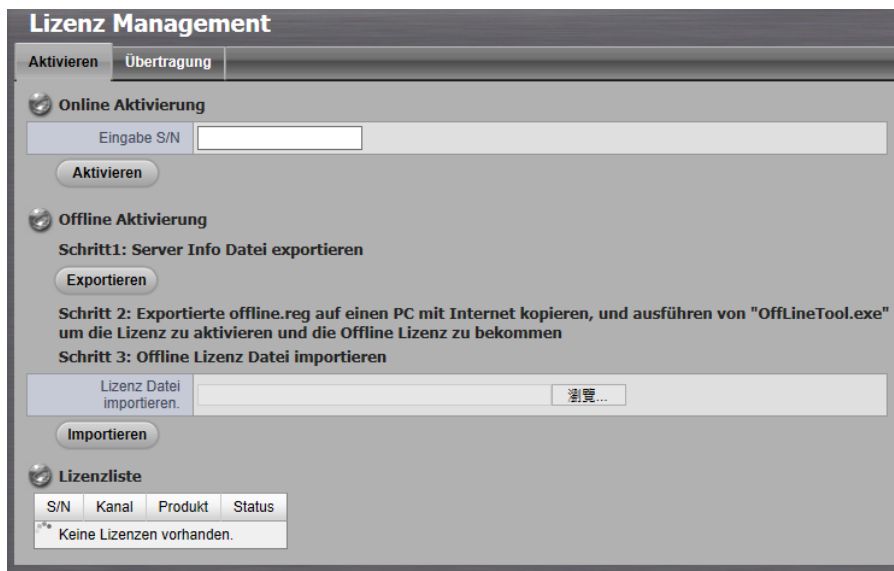 Lizenz Management
Aktivieren Übertragung
Online Aktivierung
Eingabe S/N
Aktivieren
Offline Aktivierung
Schritt1: Server Info Datei exportieren
Exportieren
Schritt 2: Exportierte offline.reg auf einen PC mit Internet kopieren, und ausführen von "OffLineTool.exe"
um die Lizenz zu aktivieren und die Offline Lizenz zu bekommen
Schritt 3: Offline Lizenz Datei importieren
Lizenz Datei
importieren.
瀏覽...
Importieren
Lizenzliste
S/N Kanal Produkt Status
Keine Lizenzen vorhanden.